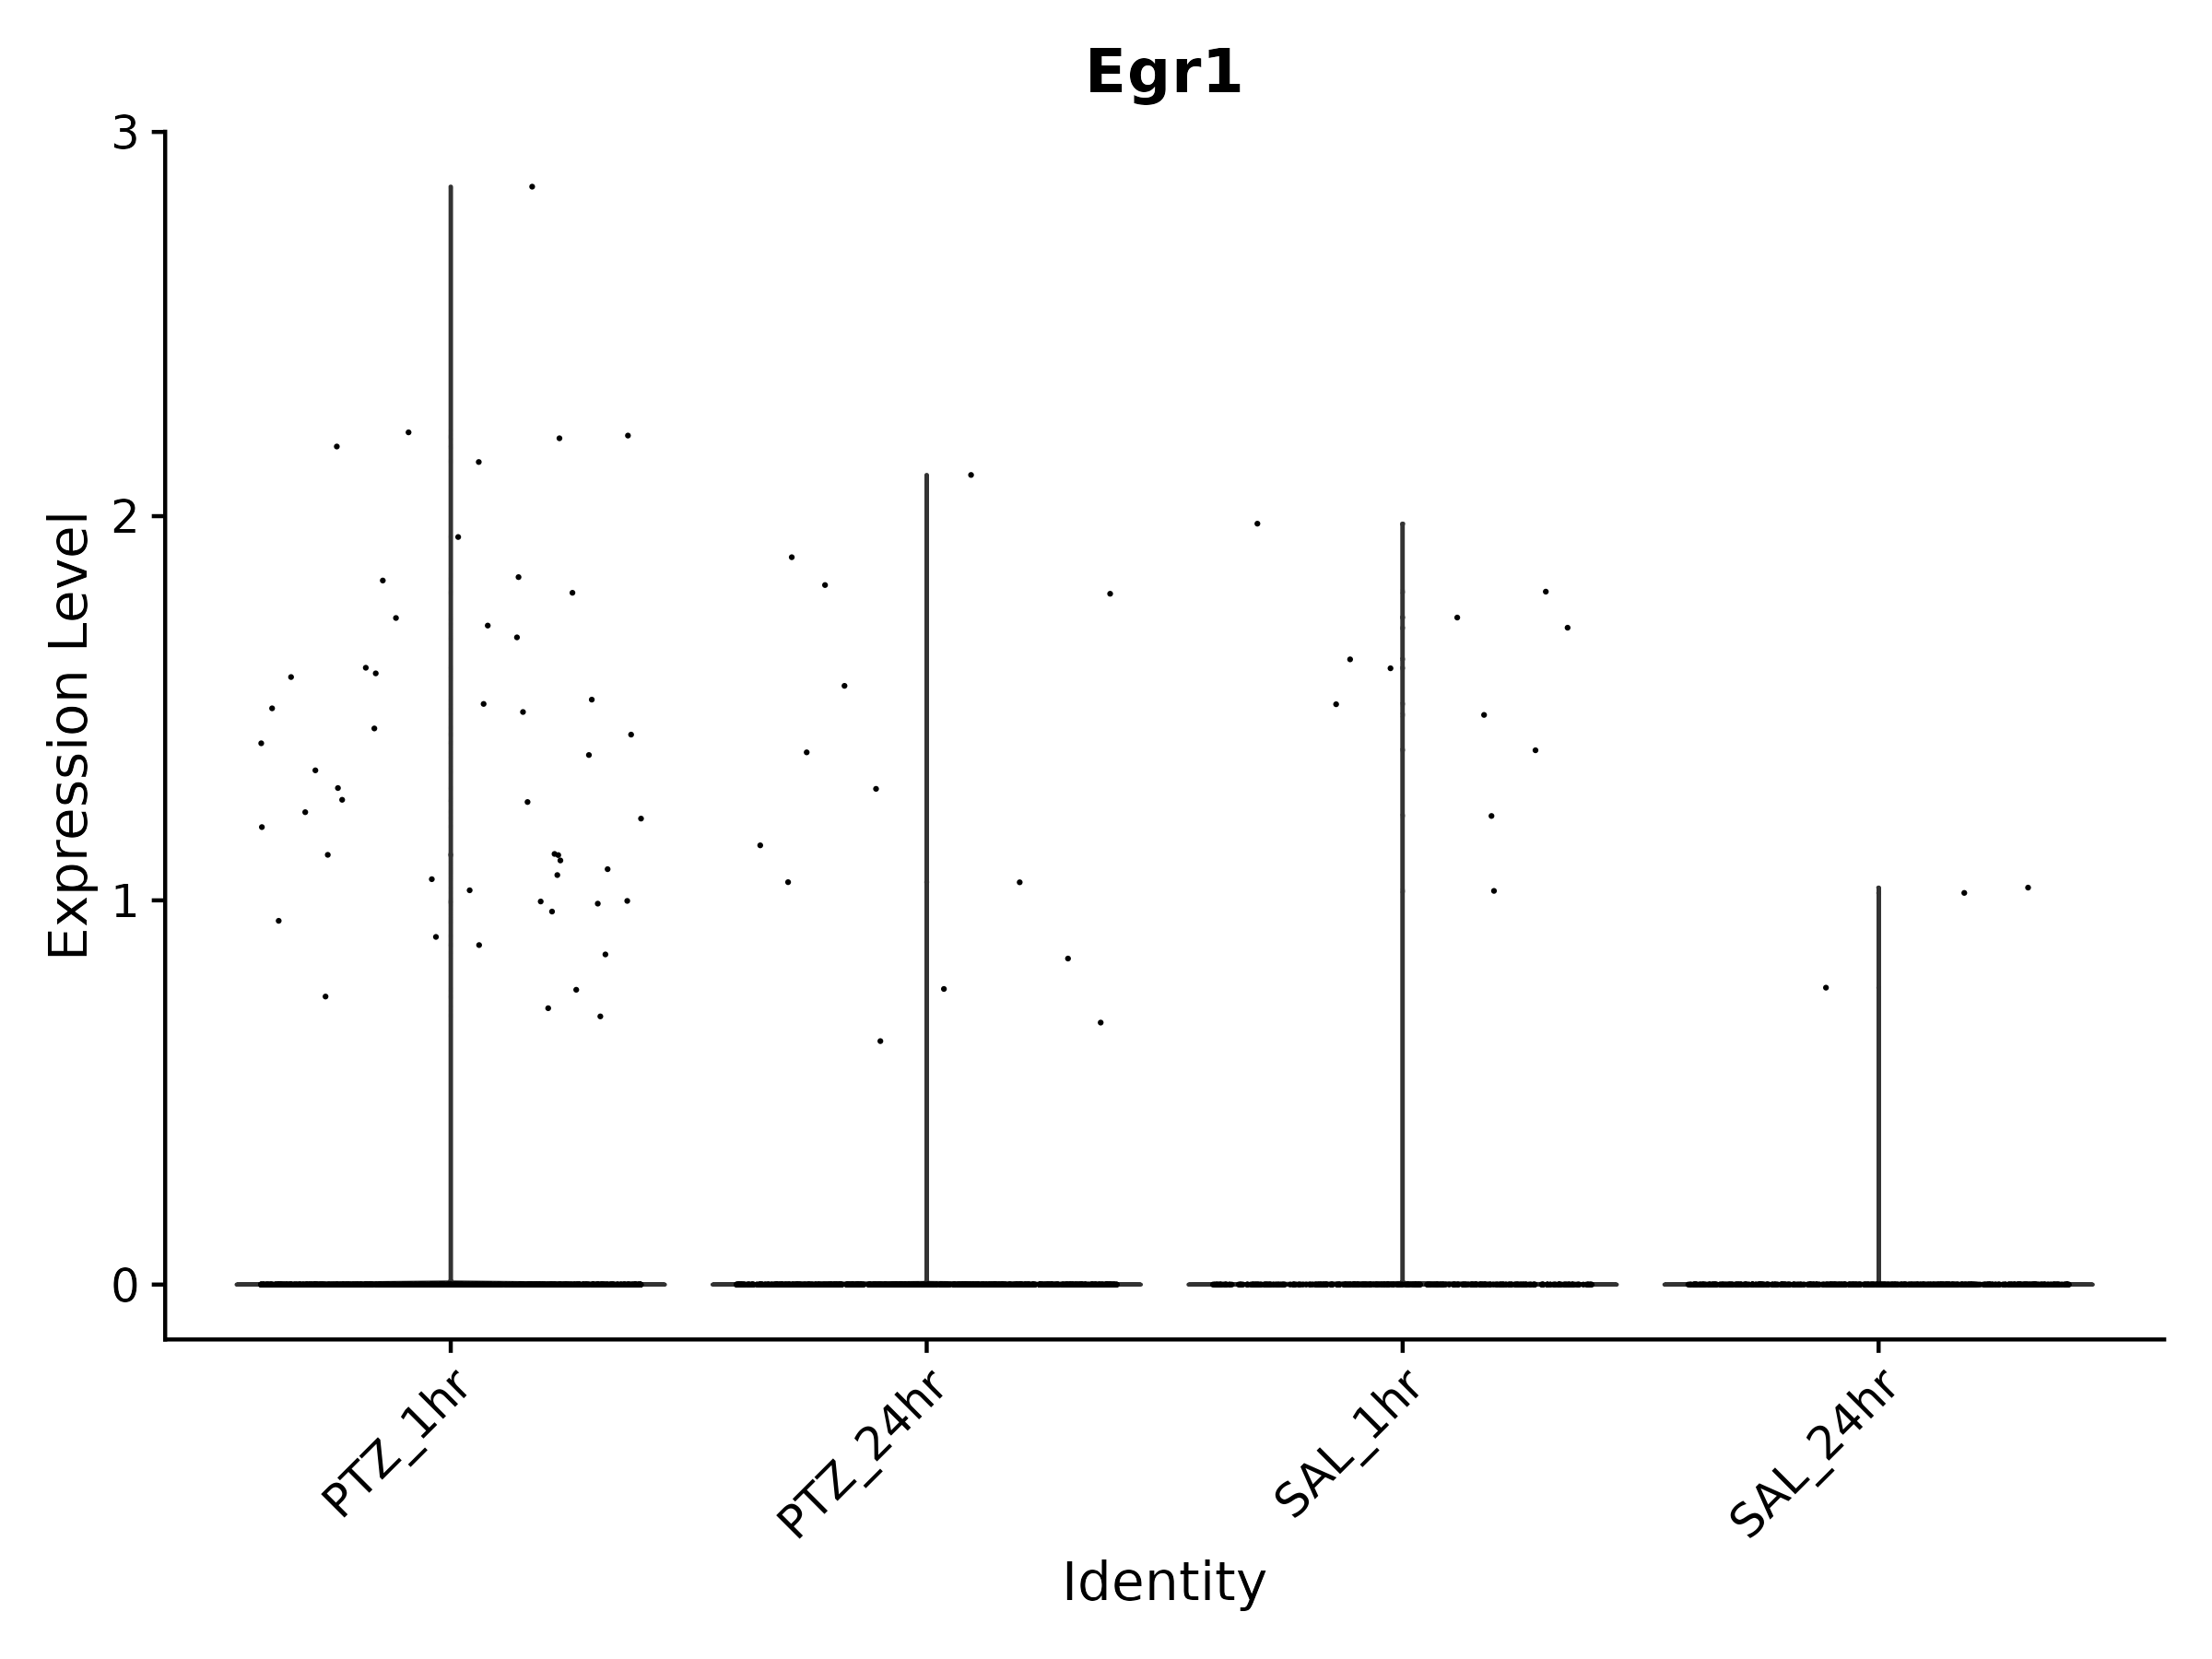 Egr1
3
2
1
0
Expression Level
PTZ_1hr
PTZ_24hr
SAL_1hr
SAL_24hr
Identity